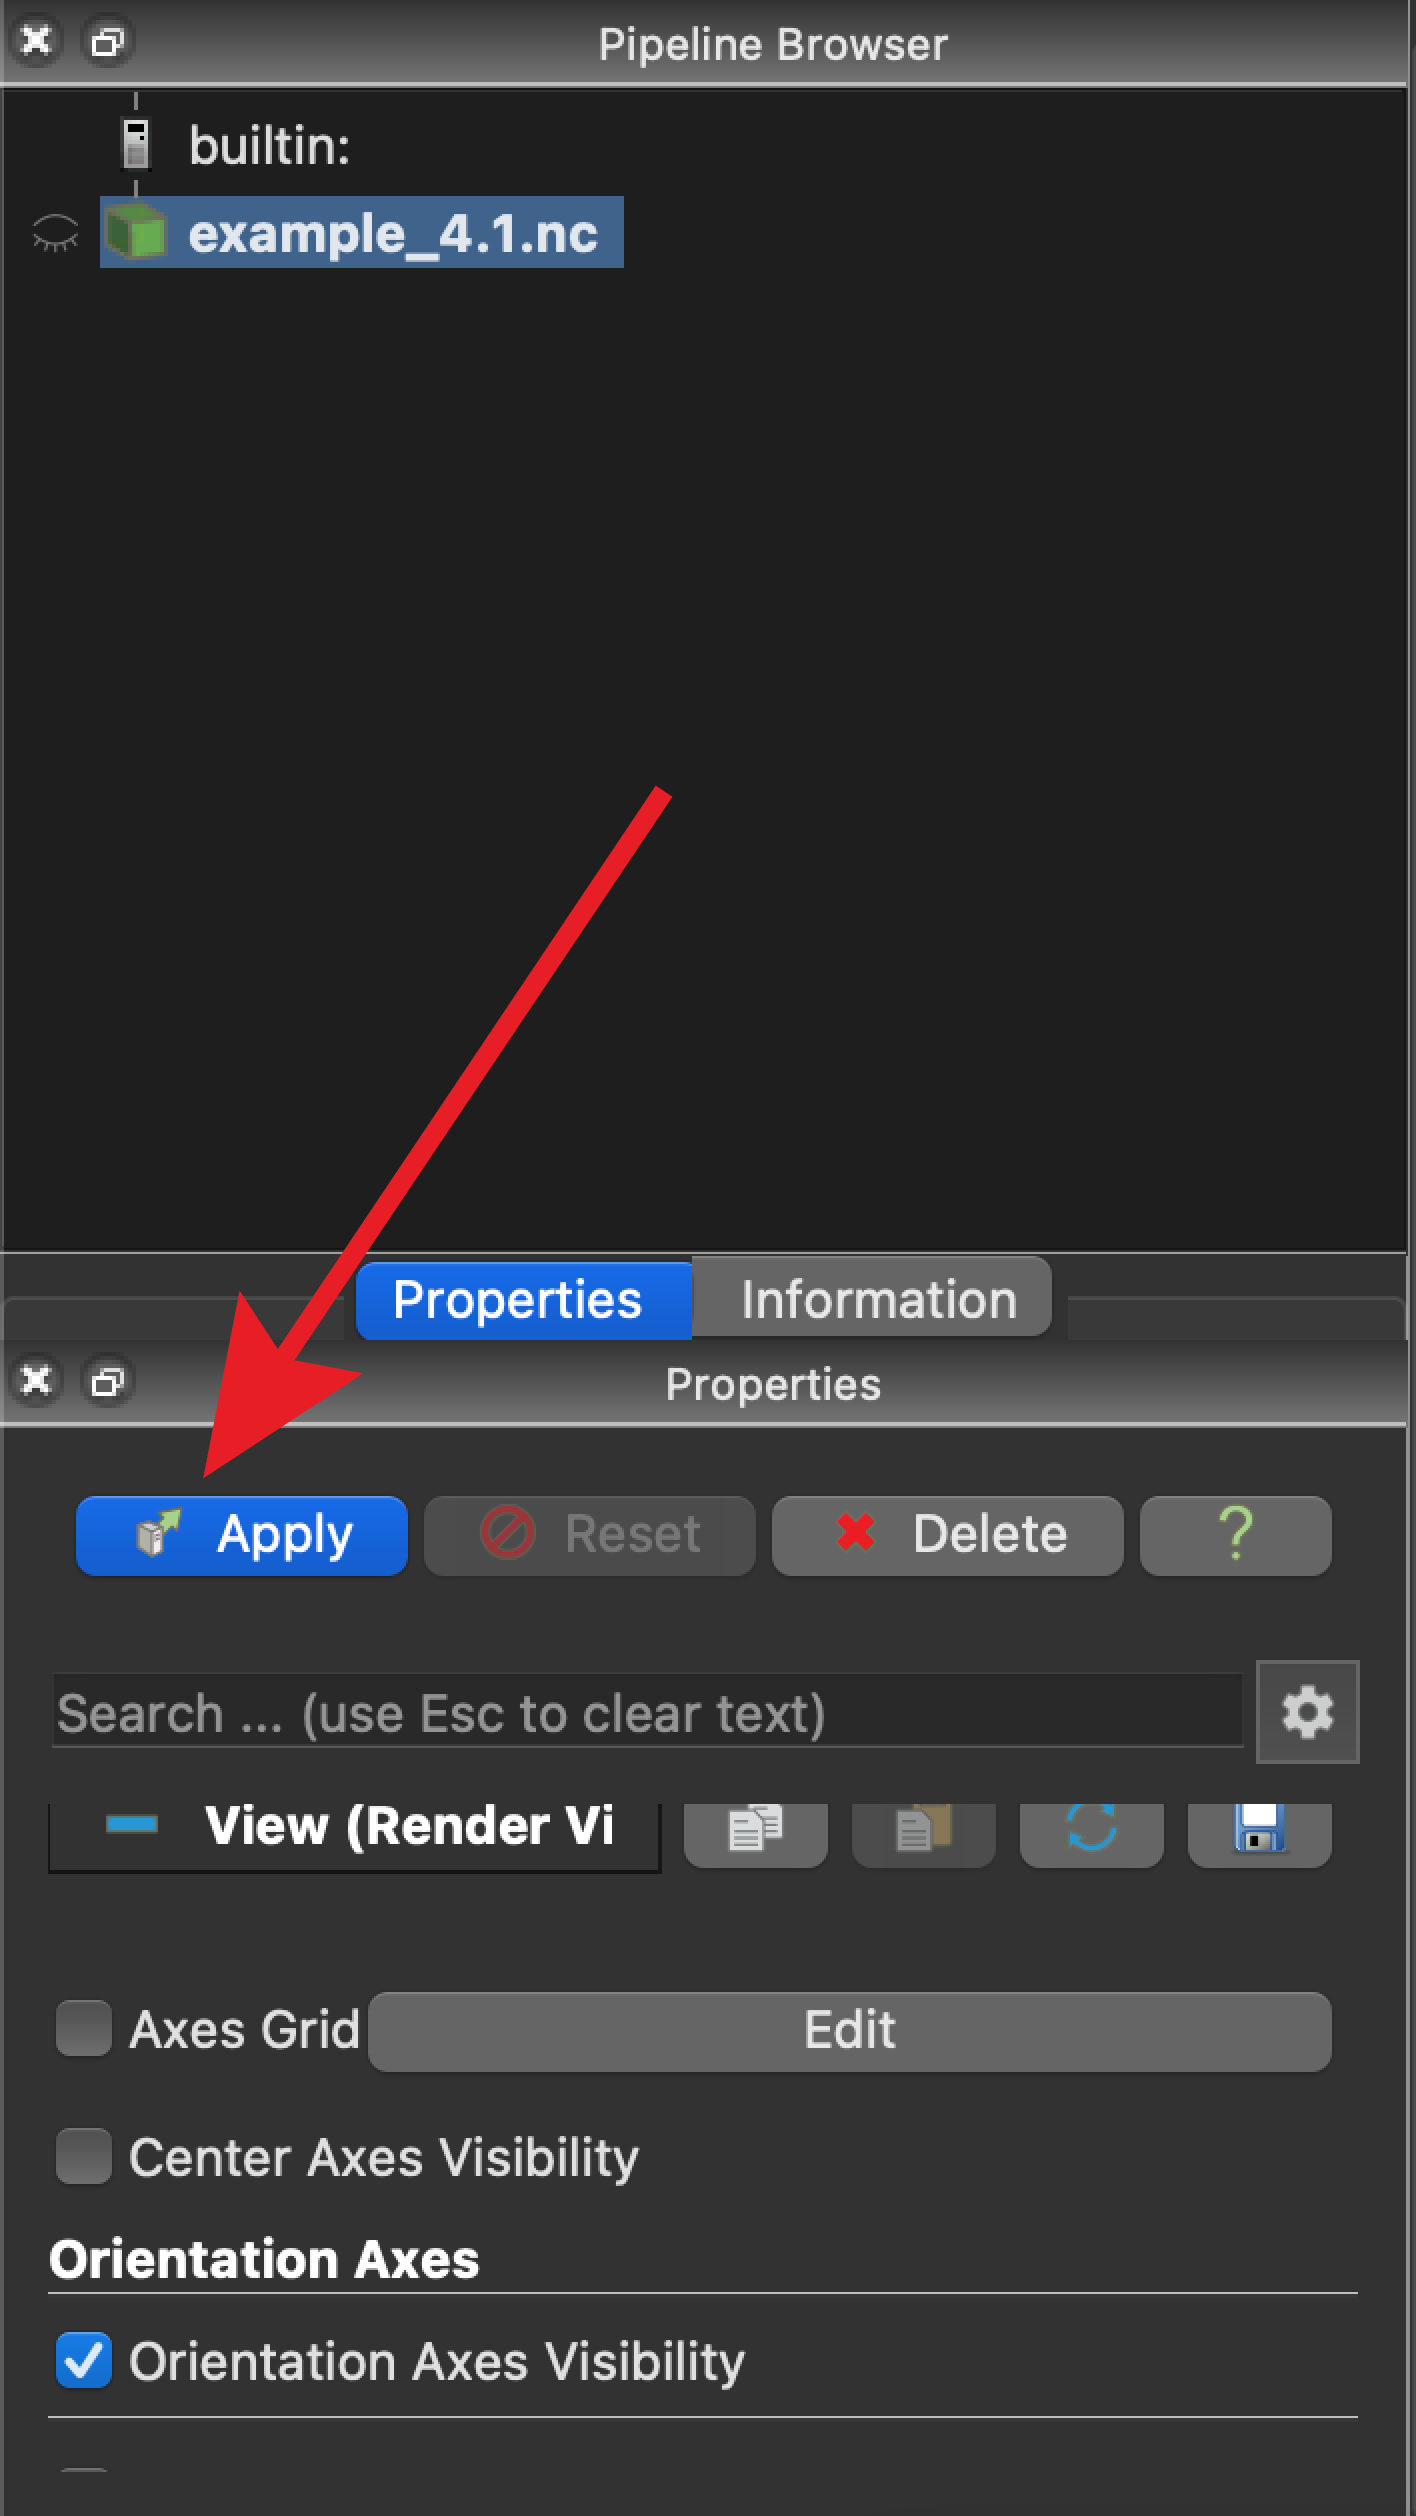 Pipeline Browser
builtin:
example_4.1.nc
Properties Information
Properties
Apply Reset Delete ?
Search ... (use Esc to clear text)
View (Render Vi
Axes Grid Edit
Center Axes Visibility
Orientation Axes
Orientation Axes Visibility